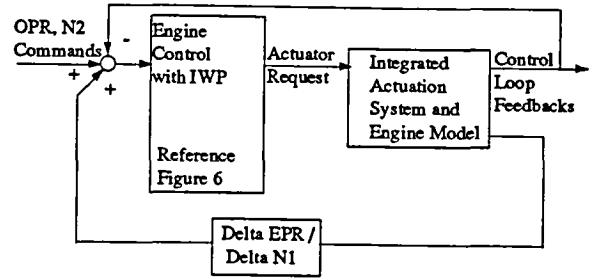 OPR, N2
Commands
-
+
+
Engine
Control
with IWP
Reference
Figure 6
Actuator
Request
Integrated
Actuation
System and
Engine Model
Control
Loop
Feedbacks
Delta EPR /
Delta N1